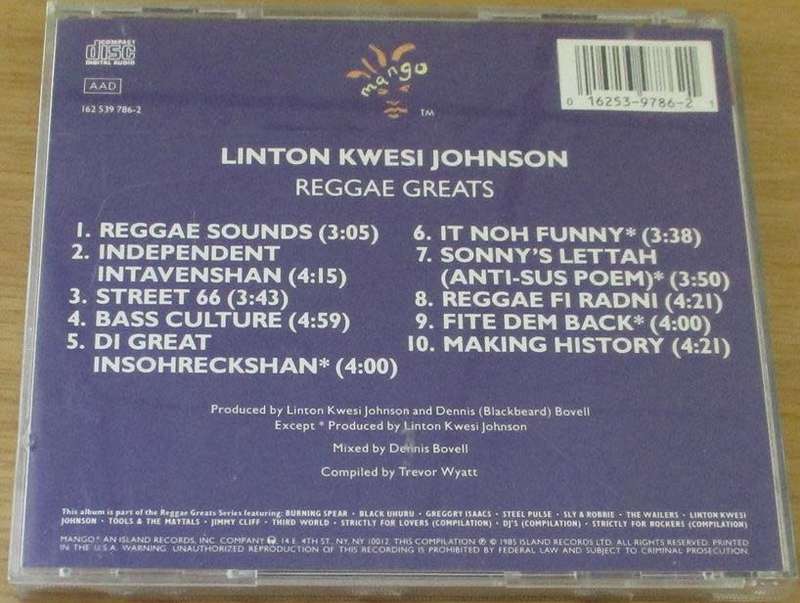 COMPACT
disc
DIGITAL AUDIO
AAD
162 539 786-2
mango
TM
0 16253-9786-2 1
LINTON KWESI JOHNSON
REGGAE GREATS
1. REGGAE SOUNDS (3:05)
2. INDEPENDENT
INTAVENSHAN (4:15)
3. STREET 66 (3:43)
4. BASS CULTURE (4:59)
5. DI GREAT
INSOHRECKSHAN* (4:00)
6. IT NOH FUNNY* (3:38)
7. SONNY'S LETTAH
(ANTI-SUS POEM)* (3:50)
8. REGGAE FI RADNI (4:21)
9. FITE DEM BACK* (4:00)
10. MAKING HISTORY (4:21)
Produced by Linton Kwesi Johnson and Dennis (Blackbeard) Bovell
Except * Produced by Linton Kwesi Johnson
Mixed by Dennis Bovell
Compiled by Trevor Wyatt
This album is part of the Reggae Greats Series featuring: BURNING SPEAR • BLACK UHURU • GREGORY ISAACS • STEEL PULSE • SLY & ROBBIE • THE WAILERS • LINTON KWESI
JOHNSON • TOOLS & THE MAYTALS • JIMMY CLIFF • THIRD WORLD • STRICTLY FOR LOVERS (COMPILATION) • DJ'S (COMPILATION) • STRICTLY FOR ROCKERS (COMPILATION)
MANGO® AN ISLAND RECORDS, INC. COMPANY 14 E. 4TH ST., NY, NY 10012. THIS COMPILATION ℗ © 1985 ISLAND RECORDS LTD. ALL RIGHTS RESERVED. PRINTED
IN THE U.S.A. WARNING: UNAUTHORIZED REPRODUCTION OF THIS RECORDING IS PROHIBITED BY FEDERAL LAW AND SUBJECT TO CRIMINAL PROSECUTION.